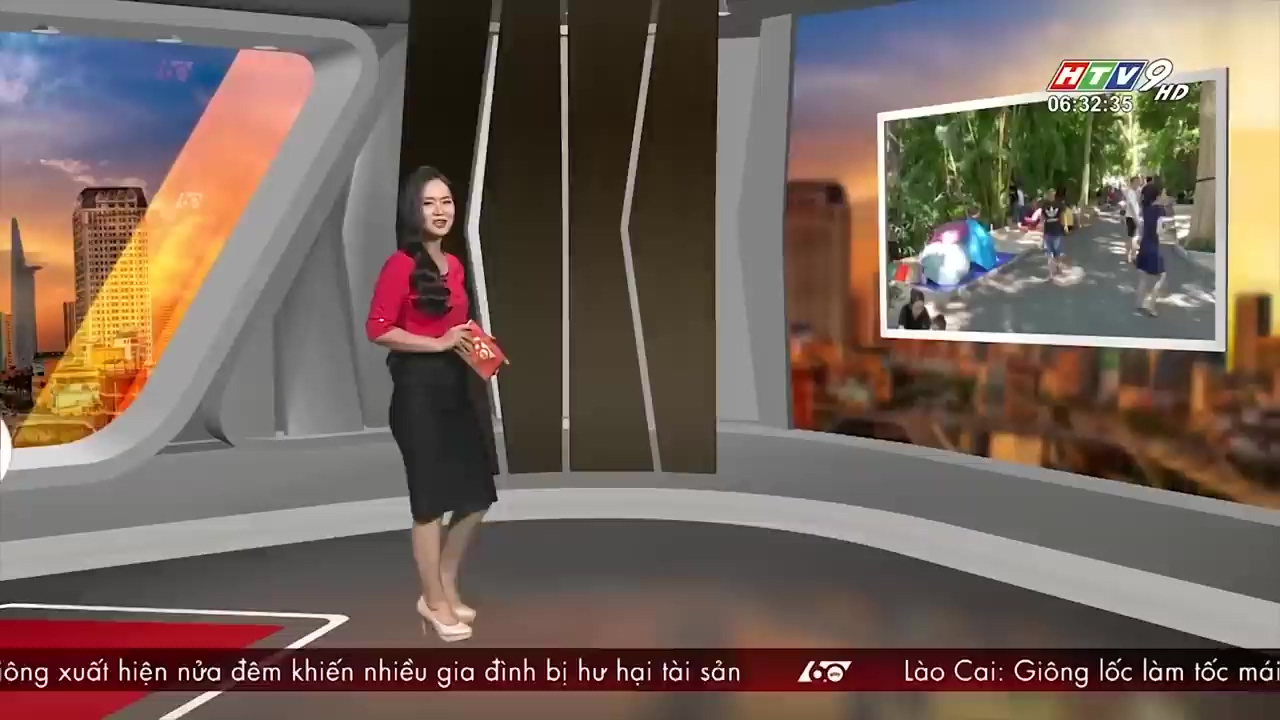 HTV9 HD
06:32:35
iông xuất hiện nửa đêm khiến nhiều gia đình bị hư hại tài sản 60 Lào Cai: Giông lốc làm tốc mái